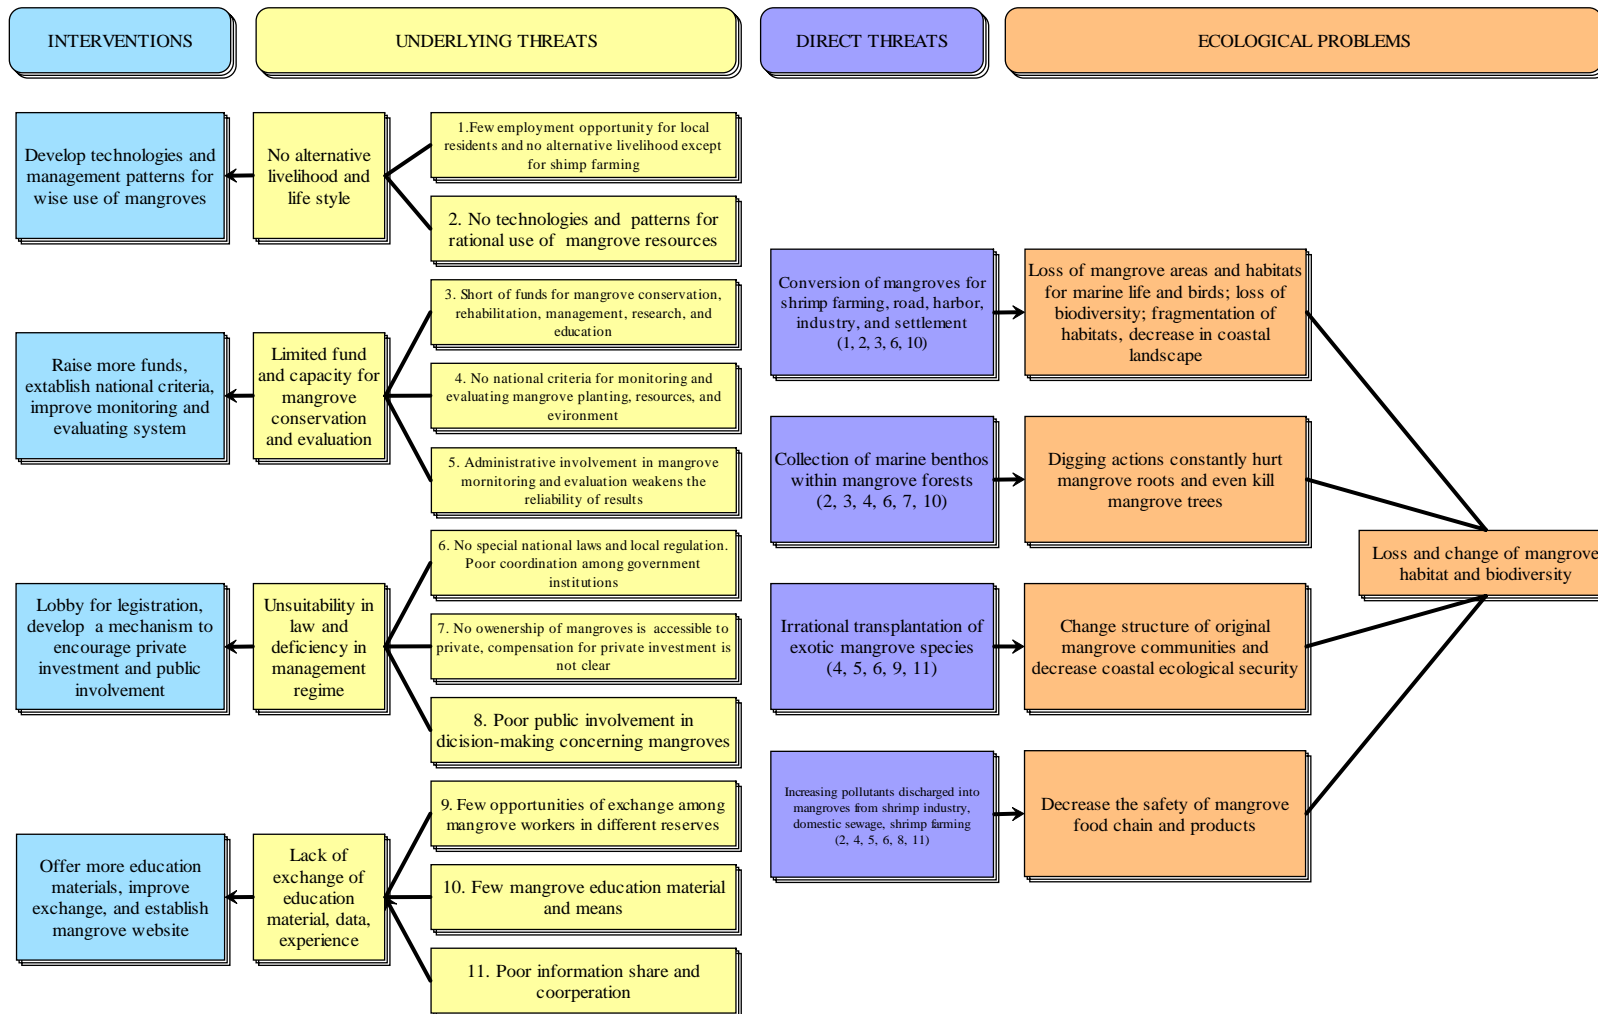 INTERVENTIONS
UNDERLYING THREATS
DIRECT THREATS
ECOLOGICAL PROBLEMS
Develop technologies and
management patterns for
wise use of mangroves
No alternative
livelihood and
life style
1.Few employment opportunity for local
residents and no alternative livelihood except
for shimp farming
2. No technologies and patterns for
rational use of mangrove resources
Raise more funds,
establish national criteria,
improve monitoring and
evaluating system
Limited fund
and capacity for
mangrove
conservation
and evaluation
3. Short of funds for mangrove conservation,
rehabilitation, management, research, and
education
4. No national criteria for monitoring and
evaluating mangrove planting, resources, and
evironment
5. Administrative involvement in mangrove
mornitoring and evaluation weakens the
reliability of results
Lobby for legistration,
develop a mechanism to
encourage private
investment and public
involvement
Unsuitability in
law and
deficiency in
management
regime
6. No special national laws and local regulation.
Poor coordination among government
institutions
7. No owenership of mangroves is accessible to
private, compensation for private investment is
not clear
8. Poor public involvement in
dicision-making concerning mangroves
Offer more education
materials, improve
exchange, and establish
mangrove website
Lack of
exchange of
education
material, data,
experience
9. Few opportunities of exchange among
mangrove workers in different reserves
10. Few mangrove education material
and means
11. Poor information share and
coorperation
Conversion of mangroves for
shrimp farming, road, harbor,
industry, and settlement
(1, 2, 3, 6, 10)
Loss of mangrove areas and habitats
for marine life and birds; loss of
biodiversity; fragmentation of
habitats, decrease in coastal
landscape
Collection of marine benthos
within mangrove forests
(2, 3, 4, 6, 7, 10)
Digging actions constantly hurt
mangrove roots and even kill
mangrove trees
Irrational transplantation of
exotic mangrove species
(4, 5, 6, 9, 11)
Change structure of original
mangrove communities and
decrease coastal ecological security
Increasing pollutants discharged into
mangroves from shrimp industry,
domestic sewage, shrimp farming
(2, 4, 5, 6, 8, 11)
Decrease the safety of mangrove
food chain and products
Loss and change of mangrove
habitat and biodiversity